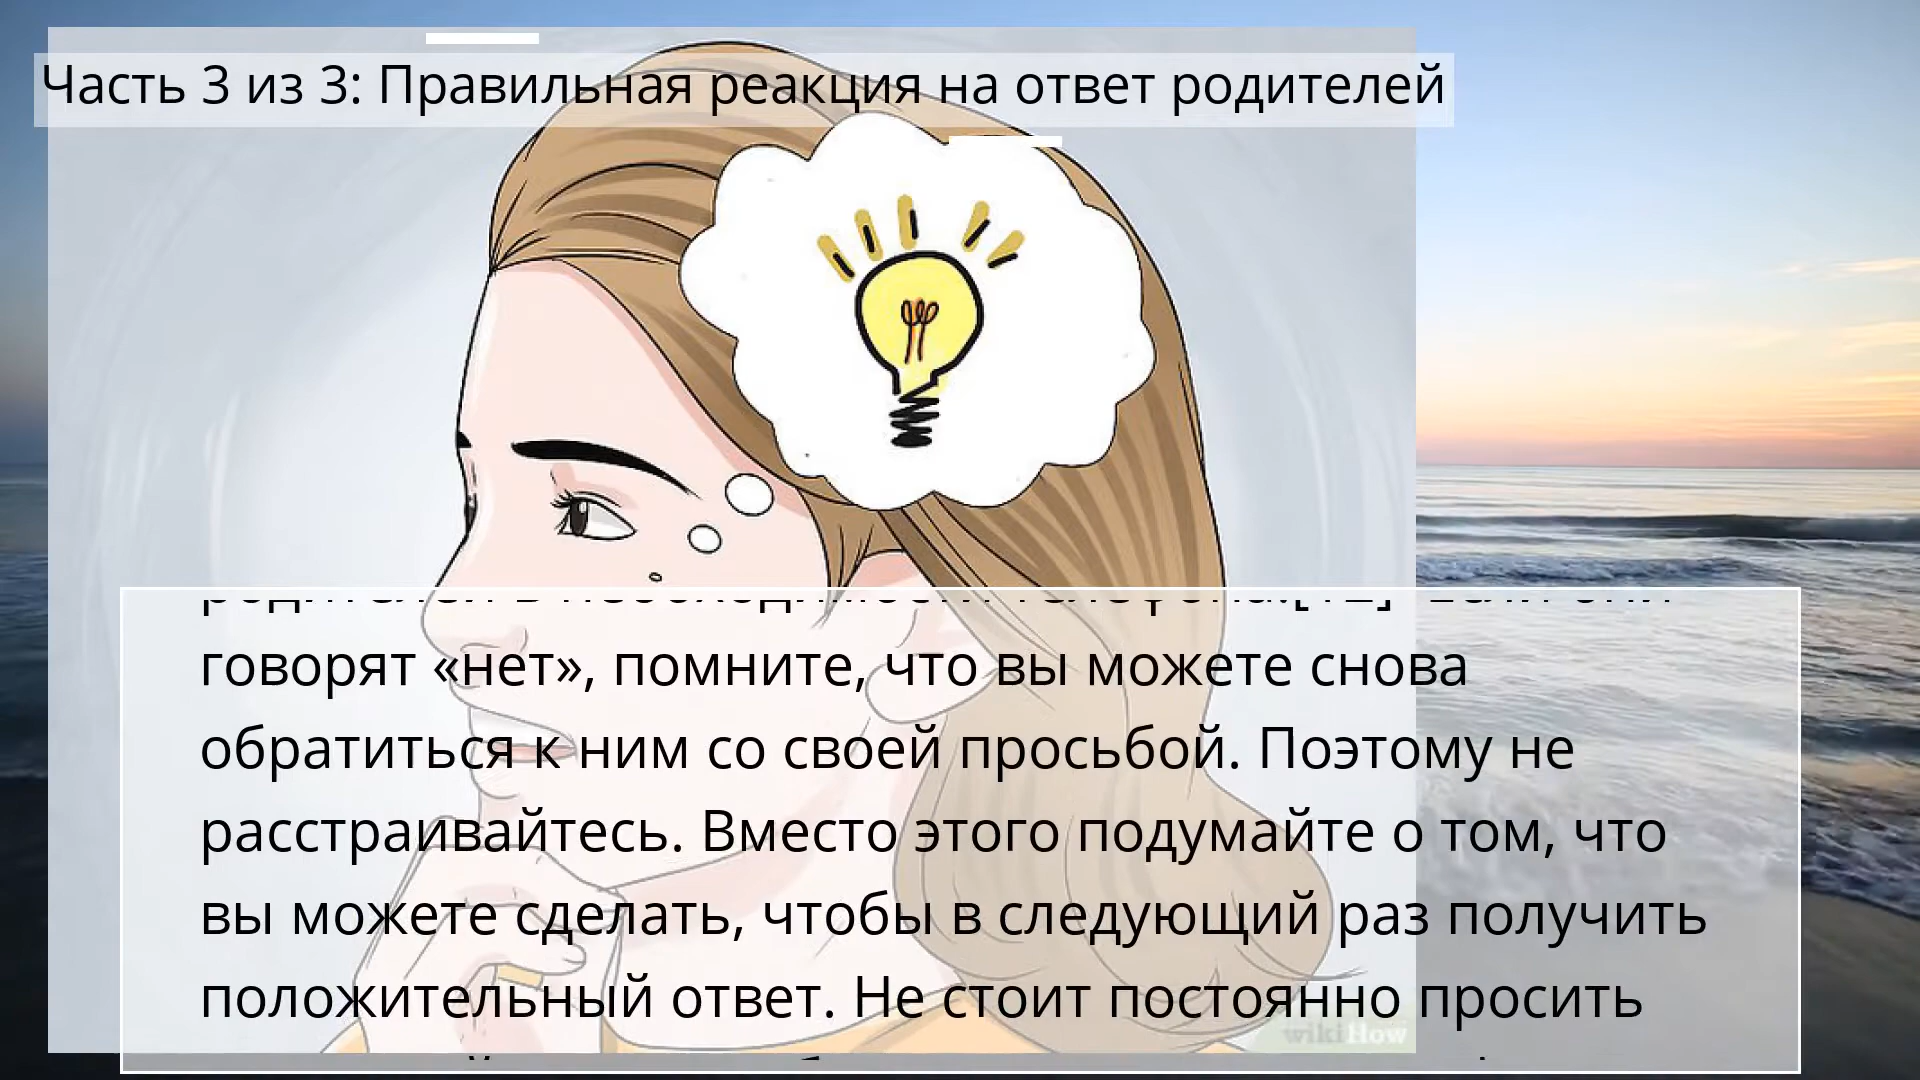 Часть 3 из 3: Правильная реакция на ответ родителей
говорят «нет», помните, что вы можете снова
обратиться к ним со своей просьбой. Поэтому не
расстраивайтесь. Вместо этого подумайте о том, что
вы можете сделать, чтобы в следующий раз получить
положительный ответ. Не стоит постоянно просить
wikiHow